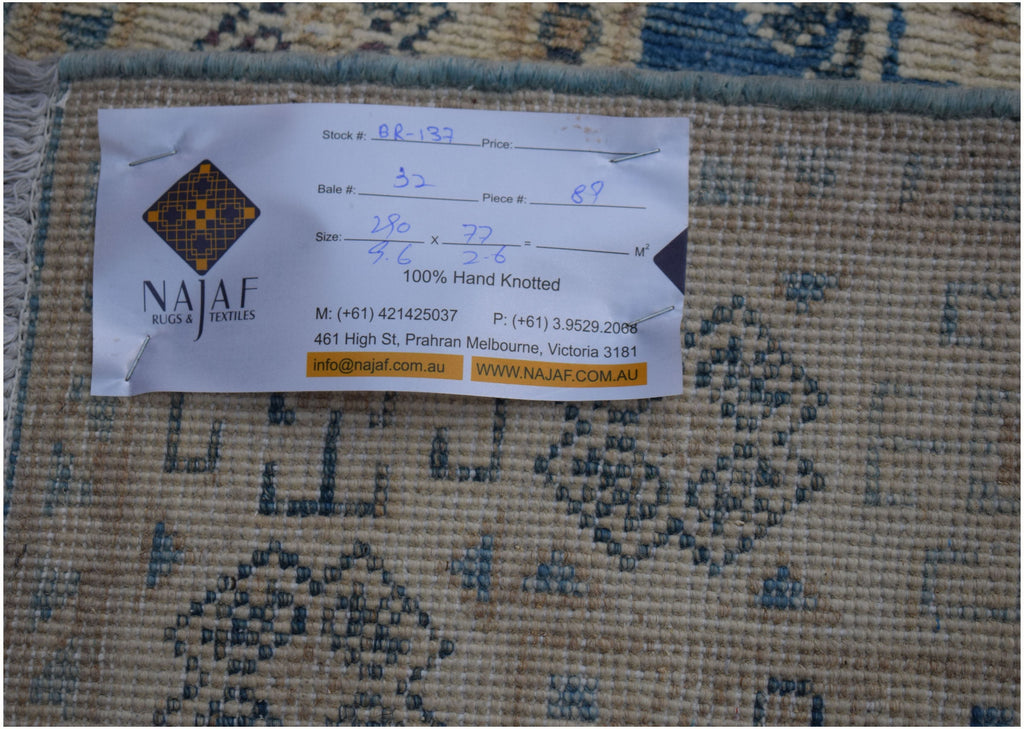 Stock #: BR-137 Price:
Bale #: 32 Piece #: 89
Size: 290 x 77 = M²
9.6 2.6
100% Hand Knotted
NAJAF
RUGS & TEXTILES
M: (+61) 421425037 P: (+61) 3.9529.2068
461 High St, Prahran Melbourne, Victoria 3181
info@najaf.com.au WWW.NAJAF.COM.AU